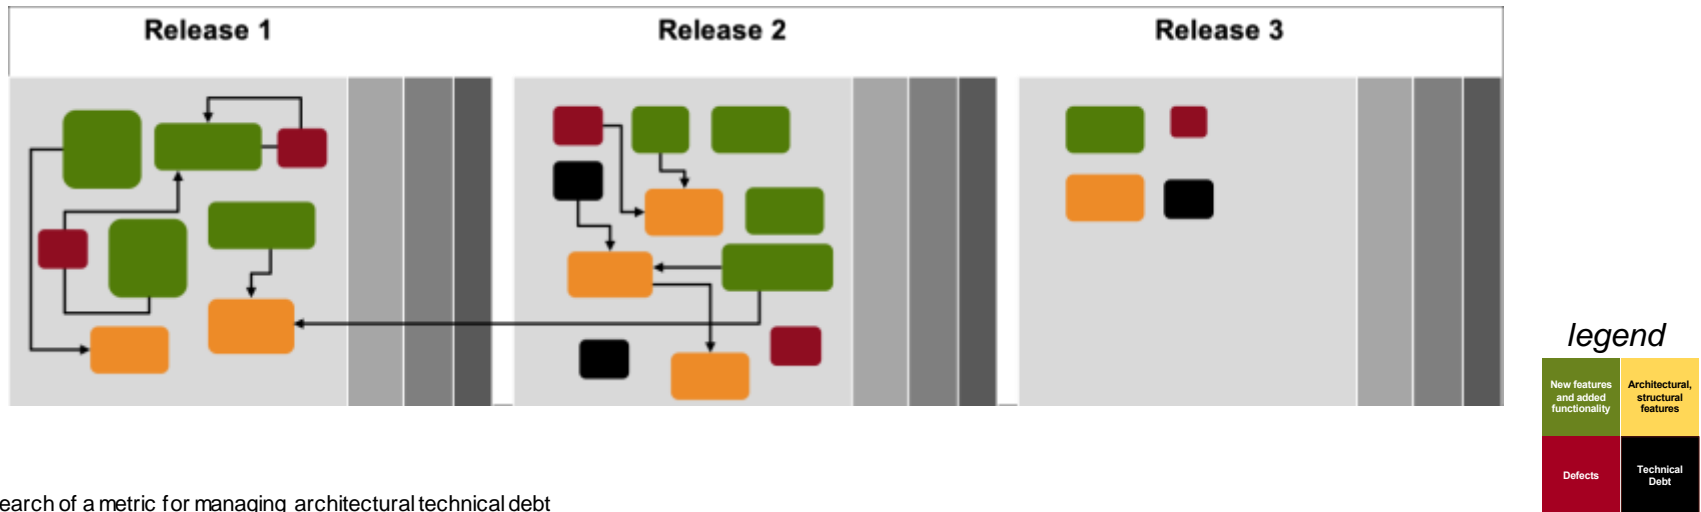 Release 1 Release 2 Release 3
legend
New features
and added
functionality
Architectural,
structural
features
Defects
Technical
Debt
earch of a metric for managing architectural technical debt